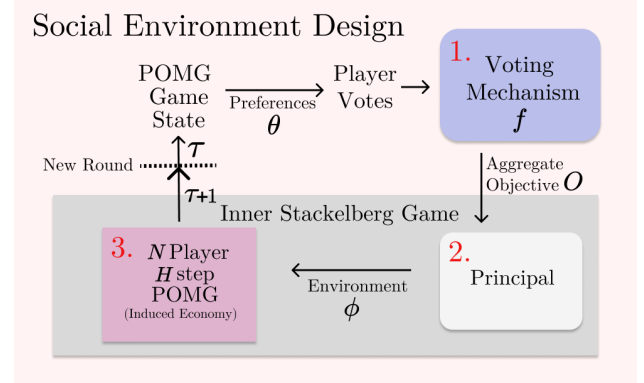 Social Environment Design
POMG
Game
State
Preferences
θ
Player
Votes
1.
Voting
Mechanism
f
Aggregate
Objective O
New Round
τ
τ+1
Inner Stackelberg Game
2.
Principal
Environment
ϕ
3.
N Player
H step
POMG
(Induced Economy)